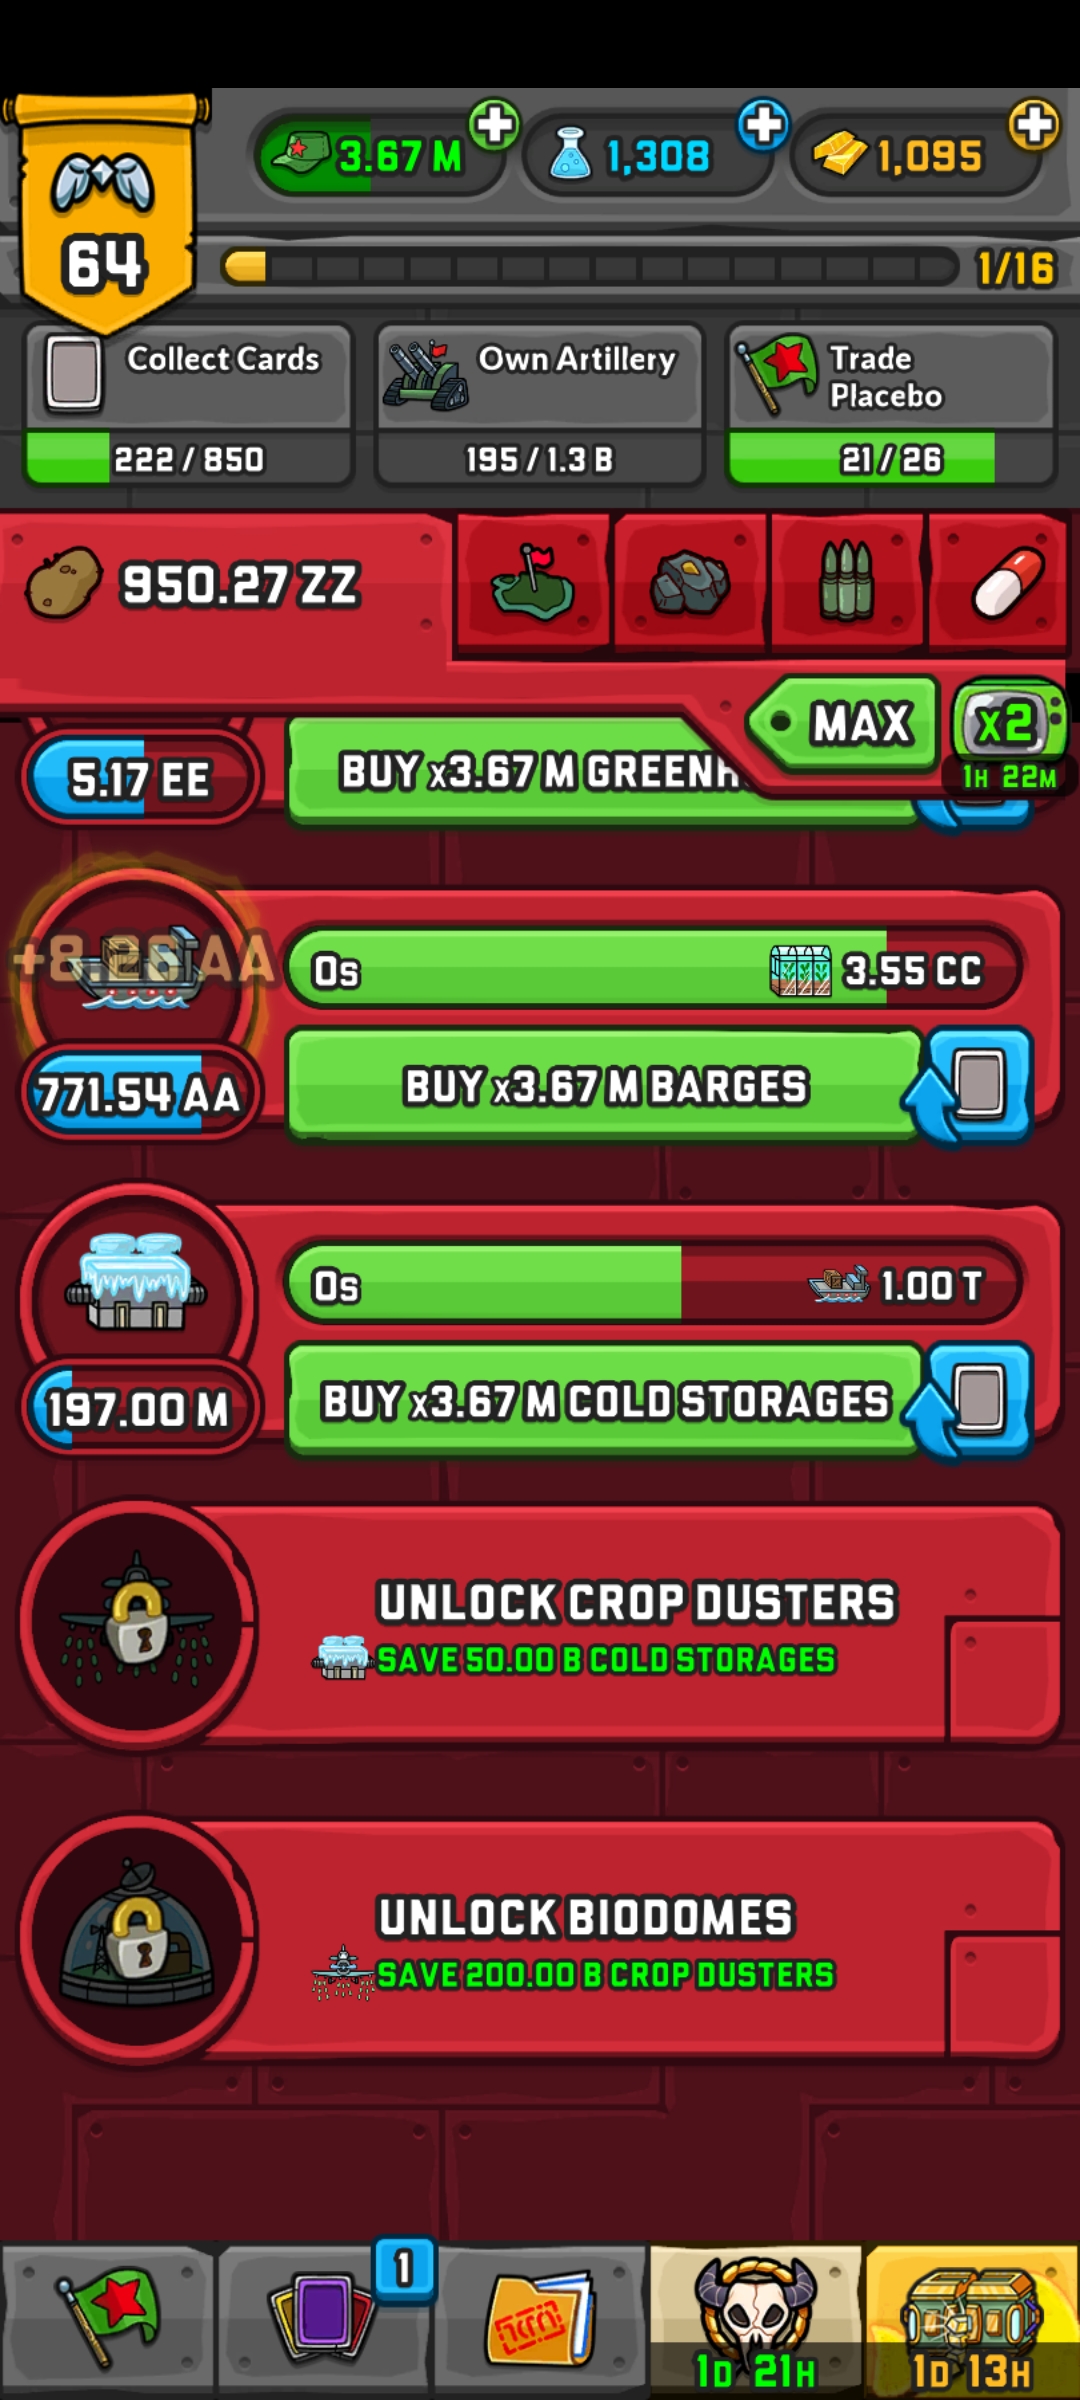 3.67 M
1,308
1,095
64
1/16
Collect Cards
222 / 850
Own Artillery
195 / 1.3 B
Trade
Placebo
21 / 26
950.27 ZZ
MAX
X2
1H 22M
5.17 EE
BUY x3.67 M GREENH
+8.28 AA
0s
3.55 CC
771.54 AA
BUY x3.67 M BARGES
0s
1.00 T
197.00 M
BUY x3.67 M COLD STORAGES
UNLOCK CROP DUSTERS
SAVE 50.00 B COLD STORAGES
UNLOCK BIODOMES
SAVE 200.00 B CROP DUSTERS
1
1D 21H
1D 13H